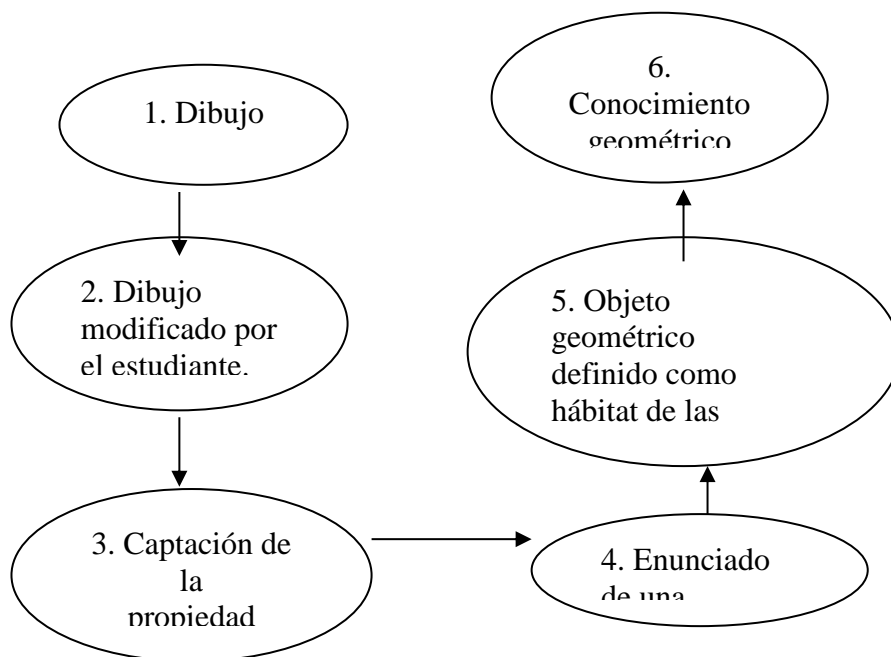 1. Dibujo
2. Dibujo
modificado por
el estudiante.
3. Captación de
la
propiedad
4. Enunciado
de una
5. Objeto
geométrico
definido como
hábitat de las
6.
Conocimiento
geométrico